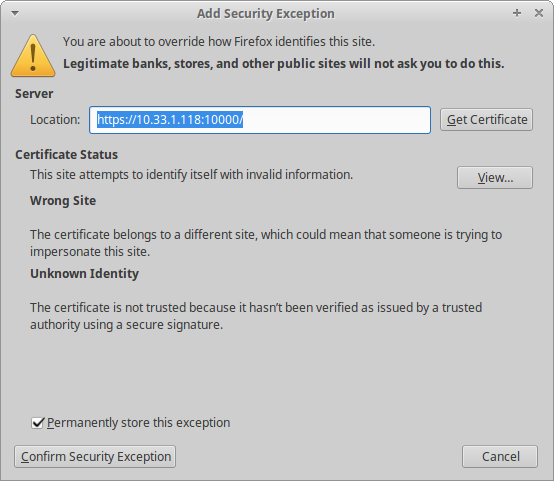 Add Security Exception
You are about to override how Firefox identifies this site.
Legitimate banks, stores, and other public sites will not ask you to do this.
Server
Location: https://10.33.1.118:10000/ Get Certificate
Certificate Status
This site attempts to identify itself with invalid information.
View...
Wrong Site
The certificate belongs to a different site, which could mean that someone is trying to
impersonate this site.
Unknown Identity
The certificate is not trusted because it hasn't been verified as issued by a trusted
authority using a secure signature.
Permanently store this exception
Confirm Security Exception Cancel